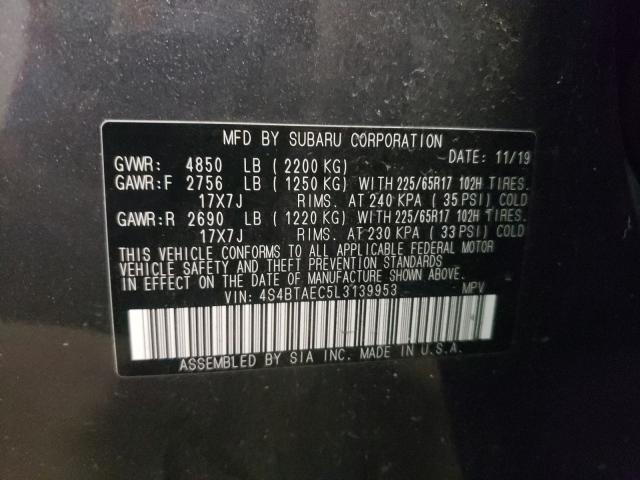 MFD BY SUBARU CORPORATION
DATE: 11/19
GVWR: 4850 LB (2200 KG)
GAWR:F 2756 LB (1250 KG) WITH 225/65R17 102H TIRES.
17X7J RIMS. AT 240 KPA (35 PSI) COLD
GAWR:R 2690 LB (1220 KG) WITH 225/65R17 102H TIRES.
17X7J RIMS. AT 230 KPA (33 PSI) COLD
THIS VEHICLE CONFORMS TO ALL APPLICABLE FEDERAL MOTOR
VEHICLE SAFETY AND THEFT PREVENTION STANDARDS
IN EFFECT ON THE DATE OF MANUFACTURE SHOWN ABOVE.
VIN: 4S4BTAEC5L3139953 MPV
ASSEMBLED BY SIA INC. MADE IN U.S.A.